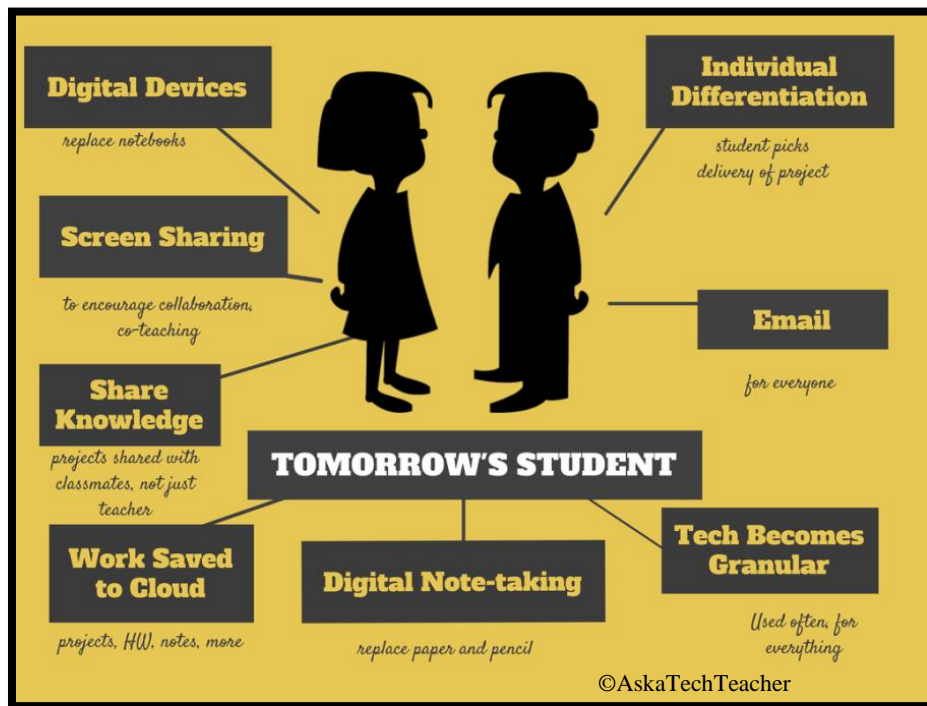 Digital Devices
replace notebooks
Screen Sharing
to encourage collaboration,
co-teaching
Share
Knowledge
projects shared with
classmates, not just
teacher
Work Saved
to Cloud
projects, HW, notes, more
TOMORROW'S STUDENT
Digital Note-taking
replace paper and pencil
Individual
Differentiation
student picks
delivery of project
Email
for everyone
Tech Becomes
Granular
Used often, for
everything
©AskaTechTeacher